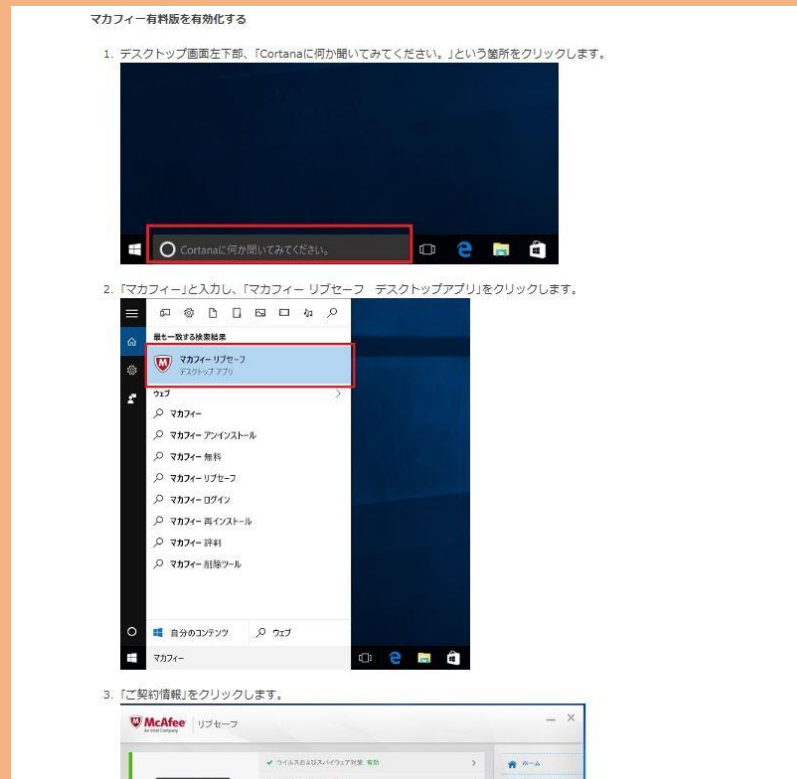 マカフィー有料版を有効化する
1. デスクトップ画面左下部、「Cortanaに何か聞いてみてください。」という箇所をクリックします。
Cortanaに何か聞いてみてください。
2. 「マカフィー」と入力し、「マカフィー リブセーフ デスクトップアプリ」をクリックします。
最も一致する検索結果
マカフィー リブセーフ
デスクトップ アプリ
ウェブ
マカフィー
マカフィー アンインストール
マカフィー 無料
マカフィー リブセーフ
マカフィー ログイン
マカフィー 再インストール
マカフィー 評判
マカフィー 削除ツール
自分のコンテンツ ウェブ
マカフィー
3. 「ご契約情報」をクリックします。
McAfee リブセーフ
An Intel Company
ウイルスおよびスパイウェア対策: 有効
ホーム